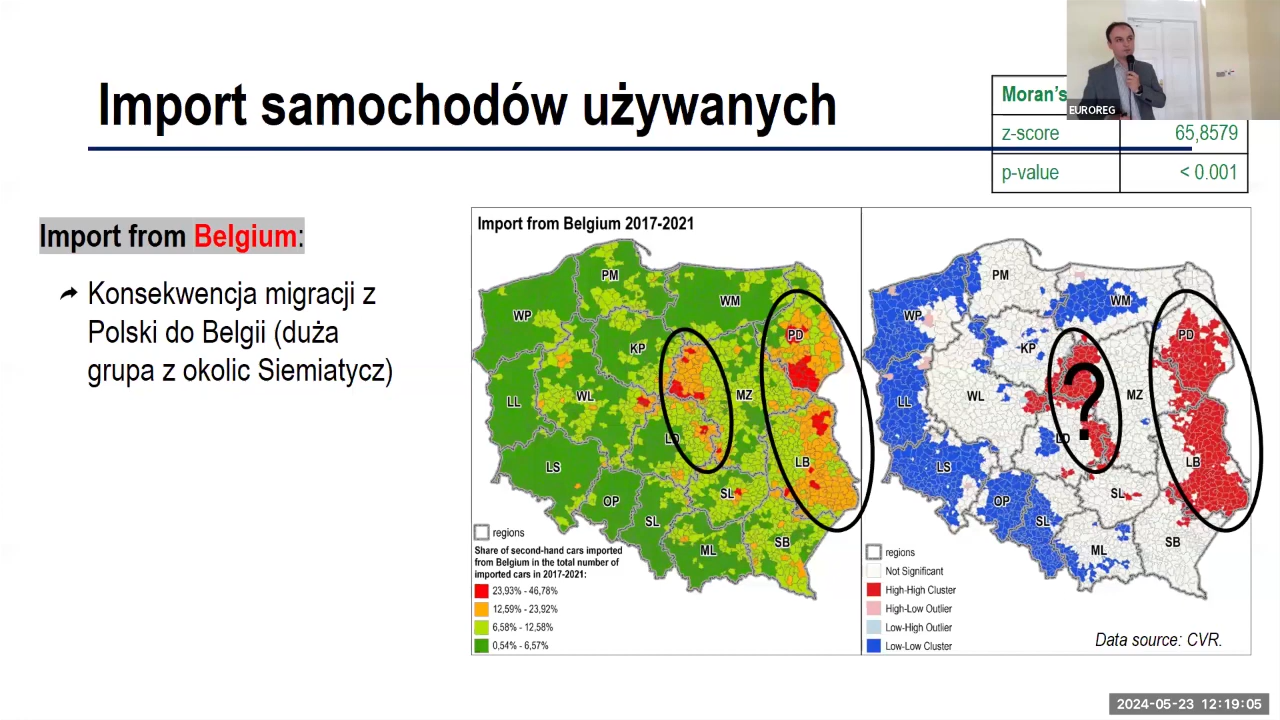 Import samochodów używanych
Moran's
z-score 65,8579
p-value < 0.001
EUROREG
Import from Belgium:
Konsekwencja migracji z
Polski do Belgii (duża
grupa z okolic Siemiatycz)
Import from Belgium 2017-2021
PM
WM
WP
PD
KP
WL
MZ
LL
LD
LS
LB
OP
SL
SL
ML
SB
regions
Share of second-hand cars imported
from Belgium in the total number of
imported cars in 2017-2021:
23,93% - 46,78%
12,59% - 23,92%
6,58% - 12,58%
0,54% - 6,57%
PM
WM
WP
PD
KP
WL
MZ
LL
?
LD
LS
LB
OP
SL
SL
ML
SB
regions
Not Significant
High-High Cluster
High-Low Outlier
Low-High Outlier
Low-Low Cluster
Data source: CVR.
2024-05-23 12:19:05